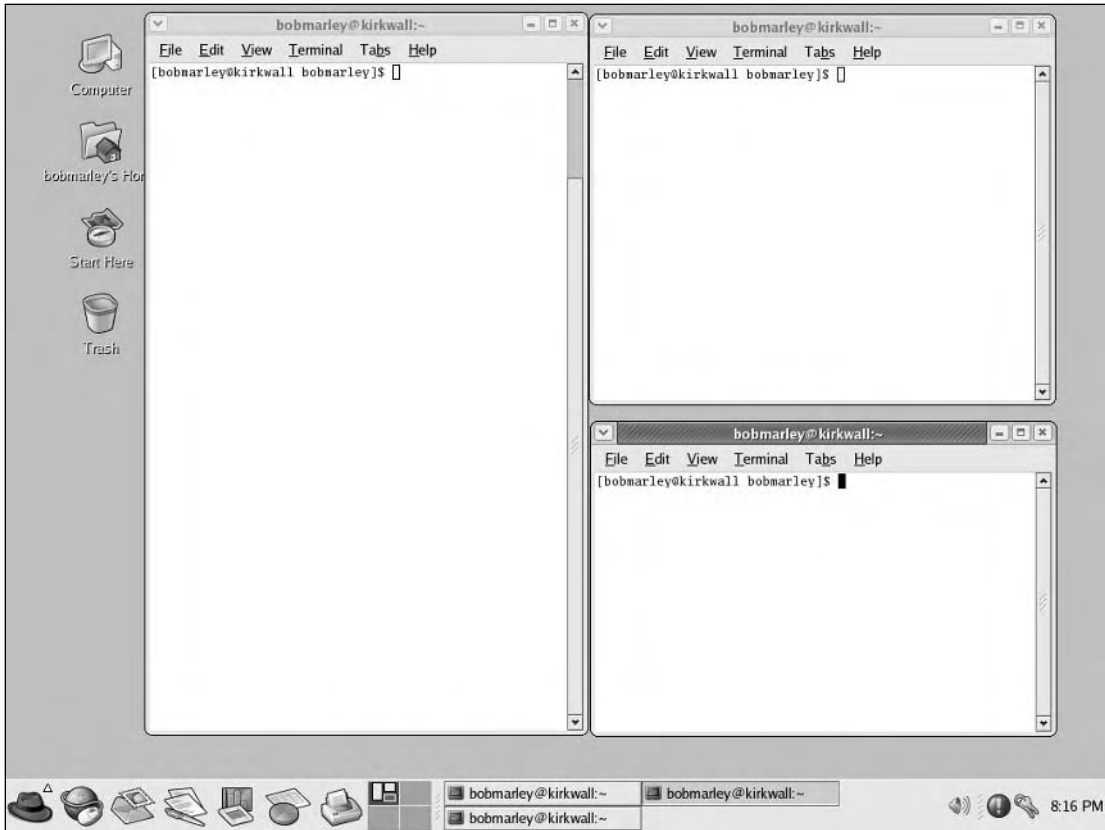 Computer
bobmarley's Hor
Start Here
Trash
bobmarley@kirkwall:~
File Edit View Terminal Tabs Help
[bobmarley@kirkwall bobmarley]$
bobmarley@kirkwall:~
File Edit View Terminal Tabs Help
[bobmarley@kirkwall bobmarley]$
bobmarley@kirkwall:~
File Edit View Terminal Tabs Help
[bobmarley@kirkwall bobmarley]$
bobmarley@kirkwall:~
bobmarley@kirkwall:~
bobmarley@kirkwall:~
8:16 PM